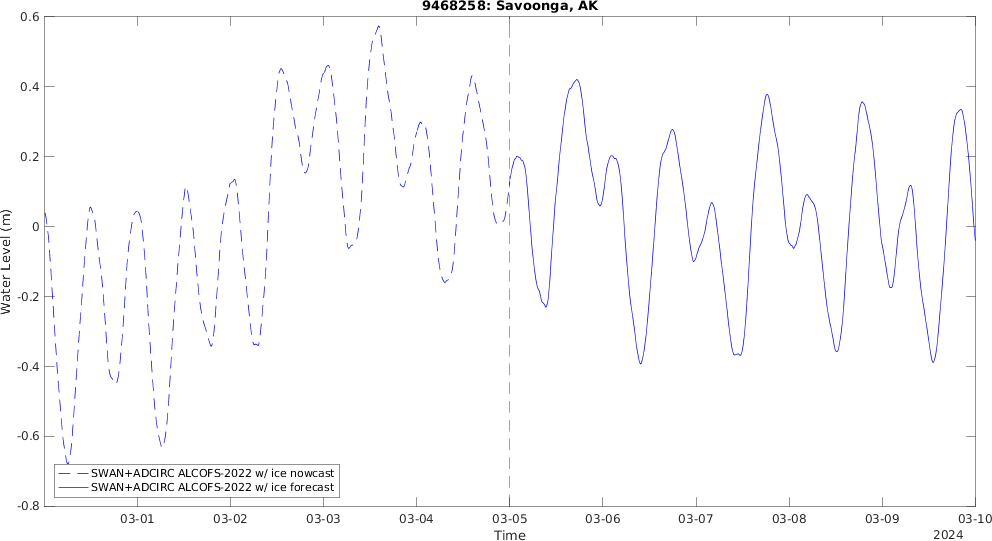 9468258: Savoonga, AK
0.6
0.4
0.2
0
-0.2
-0.4
-0.6
-0.8
Water Level (m)
SWAN+ADCIRC ALCOFS-2022 w/ ice nowcast
SWAN+ADCIRC ALCOFS-2022 w/ ice forecast
03-01 03-02 03-03 03-04 03-05 03-06 03-07 03-08 03-09 03-10
Time
2024